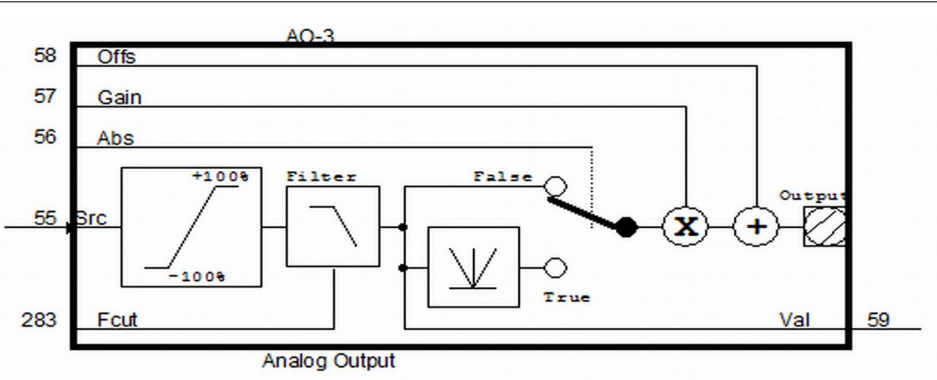 AO-3
58 Offs
57 Gain
56 Abs
+100%
Filter
False
Output
55 Src
X
+
-100%
True
283 Fcut
Val 59
Analog Output